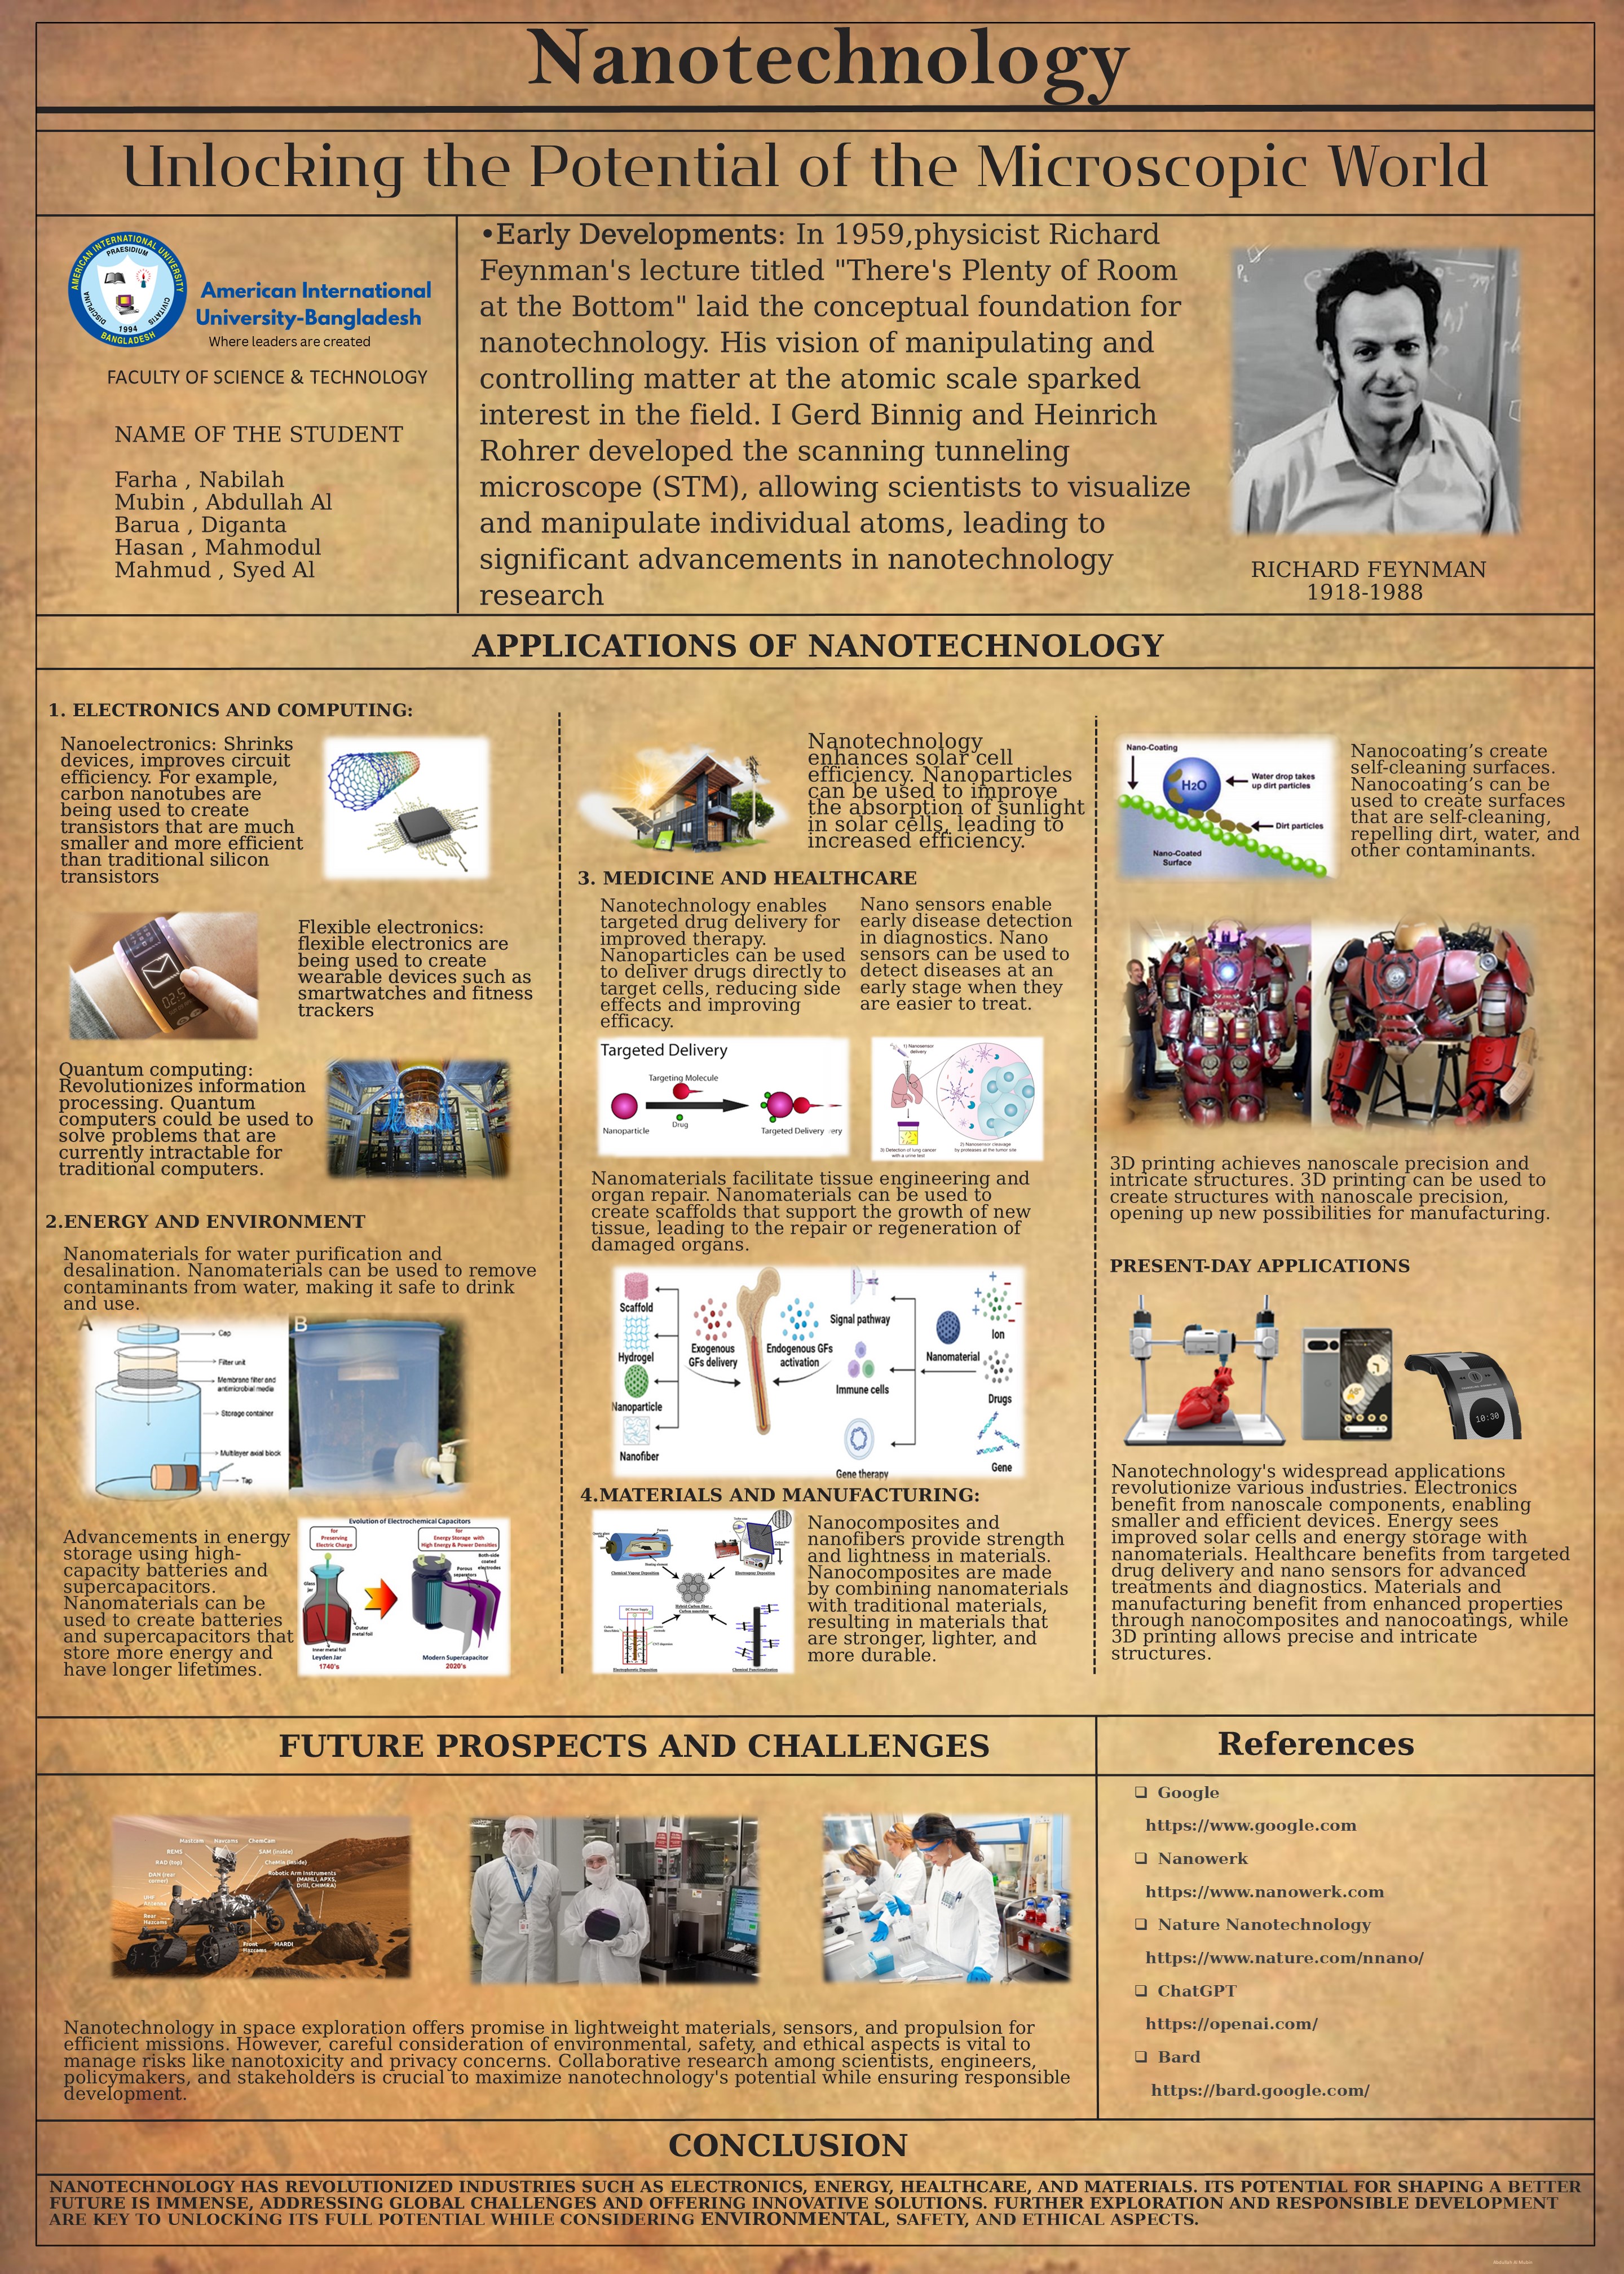 Nanotechnology
Unlocking the Potential of the Microscopic World
AMERICAN INTERNATIONAL UNIVERSITY
PRAESIDIUM
DISCIPLINA
CIVITATIS
1994
BANGLADESH
American International
University-Bangladesh
Where leaders are created
FACULTY OF SCIENCE & TECHNOLOGY
NAME OF THE STUDENT
Farha , Nabilah
Mubin , Abdullah Al
Barua , Diganta
Hasan , Mahmodul
Mahmud , Syed Al
•Early Developments: In 1959,physicist Richard
Feynman's lecture titled "There's Plenty of Room
at the Bottom" laid the conceptual foundation for
nanotechnology. His vision of manipulating and
controlling matter at the atomic scale sparked
interest in the field. I Gerd Binnig and Heinrich
Rohrer developed the scanning tunneling
microscope (STM), allowing scientists to visualize
and manipulate individual atoms, leading to
significant advancements in nanotechnology
research
RICHARD FEYNMAN
1918-1988
APPLICATIONS OF NANOTECHNOLOGY
1. ELECTRONICS AND COMPUTING:
Nanoelectronics: Shrinks
devices, improves circuit
efficiency. For example,
carbon nanotubes are
being used to create
transistors that are much
smaller and more efficient
than traditional silicon
transistors
Flexible electronics:
flexible electronics are
being used to create
wearable devices such as
smartwatches and fitness
trackers
Quantum computing:
Revolutionizes information
processing. Quantum
computers could be used to
solve problems that are
currently intractable for
traditional computers.
2.ENERGY AND ENVIRONMENT
Nanomaterials for water purification and
desalination. Nanomaterials can be used to remove
contaminants from water, making it safe to drink
and use.
A
B
Cap
Filter unit
Membrane filter and
antimicrobial media
Storage container
Multilayer axial block
Tap
Advancements in energy
storage using high-
capacity batteries and
supercapacitors.
Nanomaterials can be
used to create batteries
and supercapacitors that
store more energy and
have longer lifetimes.
Evolution of Electrochemical Capacitors
for
Preserving
Electric Charge
for
Energy Storage with
High Energy & Power Densities
Both-side
coated
electrodes
Porous
separators
Glass
jar
Outer
metal foil
Inner metal foil
Leyden Jar
1740's
Modern Supercapacitor
2020's
Nanotechnology
enhances solar cell
efficiency. Nanoparticles
can be used to improve
the absorption of sunlight
in solar cells, leading to
increased efficiency.
3. MEDICINE AND HEALTHCARE
Nanotechnology enables
targeted drug delivery for
improved therapy.
Nanoparticles can be used
to deliver drugs directly to
target cells, reducing side
effects and improving
efficacy.
Nano sensors enable
early disease detection
in diagnostics. Nano
sensors can be used to
detect diseases at an
early stage when they
are easier to treat.
Targeted Delivery
Targeting Molecule
Nanoparticle
Drug
Targeted Delivery
1) Nanosensor
delivery
2) Nanosensor cleavage
by proteases at the tumor site
3) Detection of lung cancer
with a urine test
Nanomaterials facilitate tissue engineering and
organ repair. Nanomaterials can be used to
create scaffolds that support the growth of new
tissue, leading to the repair or regeneration of
damaged organs.
Scaffold
Hydrogel
Nanoparticle
Nanofiber
Exogenous
GFs delivery
Endogenous GFs
activation
Signal pathway
Immune cells
Gene therapy
Nanomaterial
Ion
Drugs
Gene
4.MATERIALS AND MANUFACTURING:
Chemical Vapour Deposition
Electrospray Deposition
Hybrid Carbon fiber -
Carbon nanotubes
Electrophoretic Deposition
Chemical Functionalization
Nanocomposites and
nanofibers provide strength
and lightness in materials.
Nanocomposites are made
by combining nanomaterials
with traditional materials,
resulting in materials that
are stronger, lighter, and
more durable.
Nano-Coating
H2O
Water drop takes
up dirt particles
Dirt particles
Nano-Coated
Surface
Nanocoating’s create
self-cleaning surfaces.
Nanocoating’s can be
used to create surfaces
that are self-cleaning,
repelling dirt, water, and
other contaminants.
3D printing achieves nanoscale precision and
intricate structures. 3D printing can be used to
create structures with nanoscale precision,
opening up new possibilities for manufacturing.
PRESENT-DAY APPLICATIONS
10:30
Nanotechnology's widespread applications
revolutionize various industries. Electronics
benefit from nanoscale components, enabling
smaller and efficient devices. Energy sees
improved solar cells and energy storage with
nanomaterials. Healthcare benefits from targeted
drug delivery and nano sensors for advanced
treatments and diagnostics. Materials and
manufacturing benefit from enhanced properties
through nanocomposites and nanocoatings, while
3D printing allows precise and intricate
structures.
FUTURE PROSPECTS AND CHALLENGES
Mastcam
Navcams
ChemCam
REMS
SAM (inside)
RAD (top)
CheMin (inside)
DAN (rear
corner)
Robotic Arm Instruments
(MAHLI, APXS,
Drill, CHIMRA)
UHF
Antenna
Rear
Hazcams
Front
Hazcams
MARDI
Nanotechnology in space exploration offers promise in lightweight materials, sensors, and propulsion for
efficient missions. However, careful consideration of environmental, safety, and ethical aspects is vital to
manage risks like nanotoxicity and privacy concerns. Collaborative research among scientists, engineers,
policymakers, and stakeholders is crucial to maximize nanotechnology's potential while ensuring responsible
development.
References
❑ Google
https://www.google.com
❑ Nanowerk
https://www.nanowerk.com
❑ Nature Nanotechnology
https://www.nature.com/nnano/
❑ ChatGPT
https://openai.com/
❑ Bard
https://bard.google.com/
CONCLUSION
NANOTECHNOLOGY HAS REVOLUTIONIZED INDUSTRIES SUCH AS ELECTRONICS, ENERGY, HEALTHCARE, AND MATERIALS. ITS POTENTIAL FOR SHAPING A BETTER
FUTURE IS IMMENSE, ADDRESSING GLOBAL CHALLENGES AND OFFERING INNOVATIVE SOLUTIONS. FURTHER EXPLORATION AND RESPONSIBLE DEVELOPMENT
ARE KEY TO UNLOCKING ITS FULL POTENTIAL WHILE CONSIDERING ENVIRONMENTAL, SAFETY, AND ETHICAL ASPECTS.
Abdullah Al Mubin